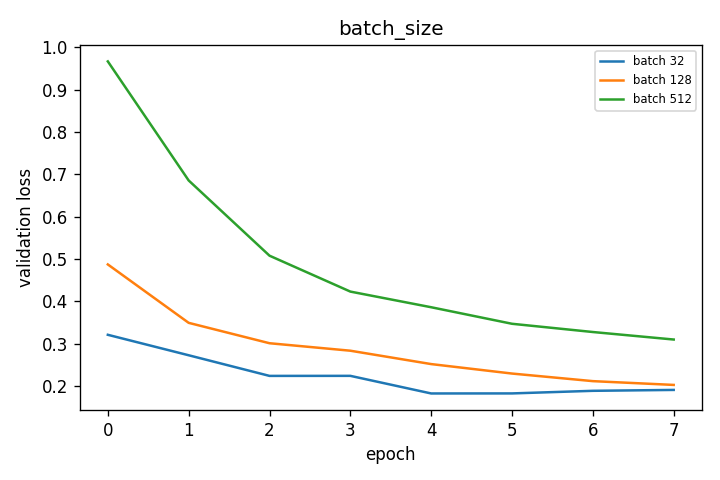 batch_size
validation loss
1.0
0.9
0.8
0.7
0.6
0.5
0.4
0.3
0.2
batch 32
batch 128
batch 512
0 1 2 3 4 5 6 7
epoch